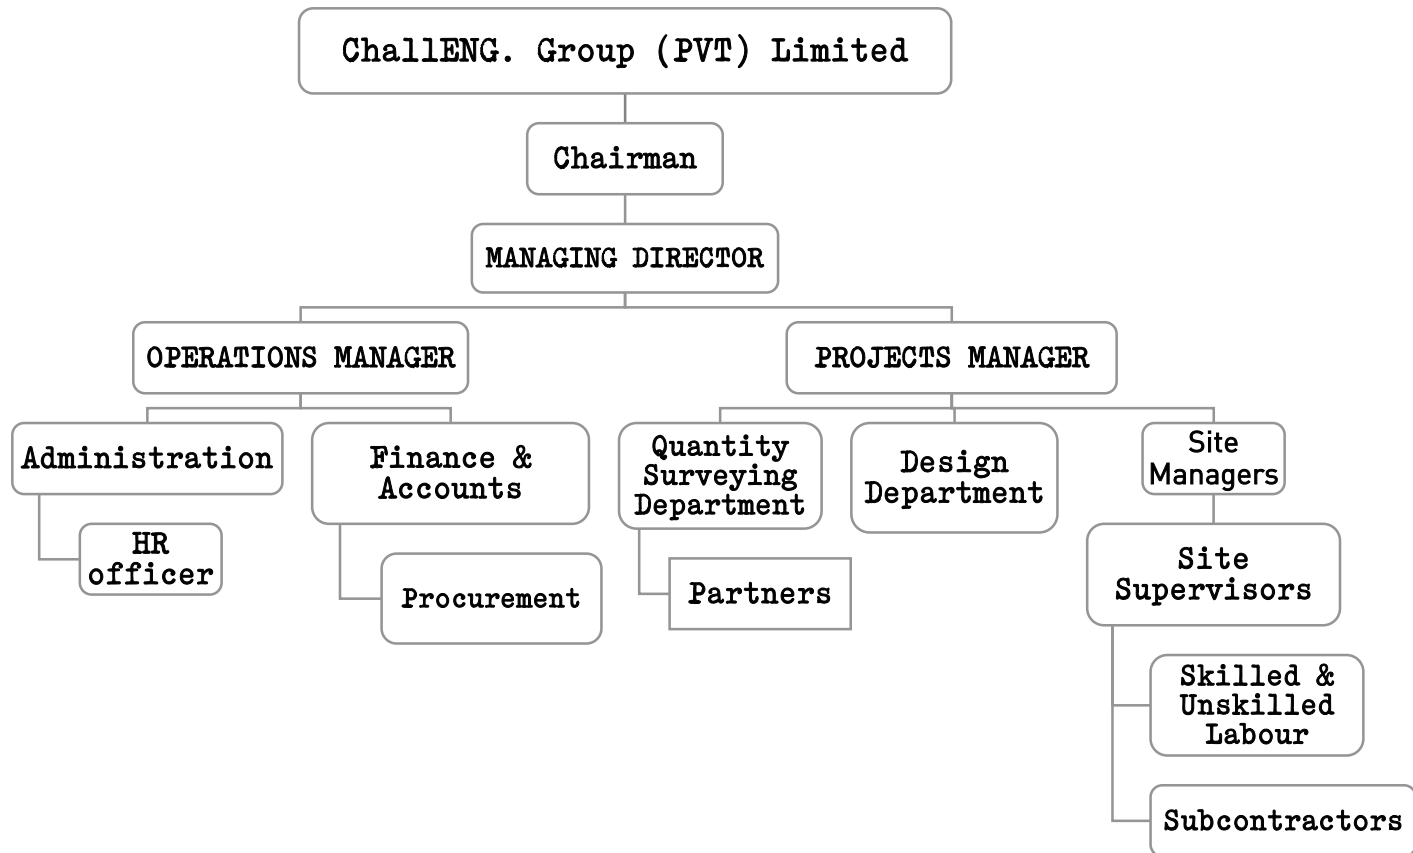 ChallENG. Group (PVT) Limited
Chairman
MANAGING DIRECTOR
OPERATIONS MANAGER
PROJECTS MANAGER
Administration
Finance &
Accounts
Quantity
Surveying
Department
Design
Department
Site
Managers
HR
officer
Procurement
Partners
Site
Supervisors
Skilled &
Unskilled
Labour
Subcontractors